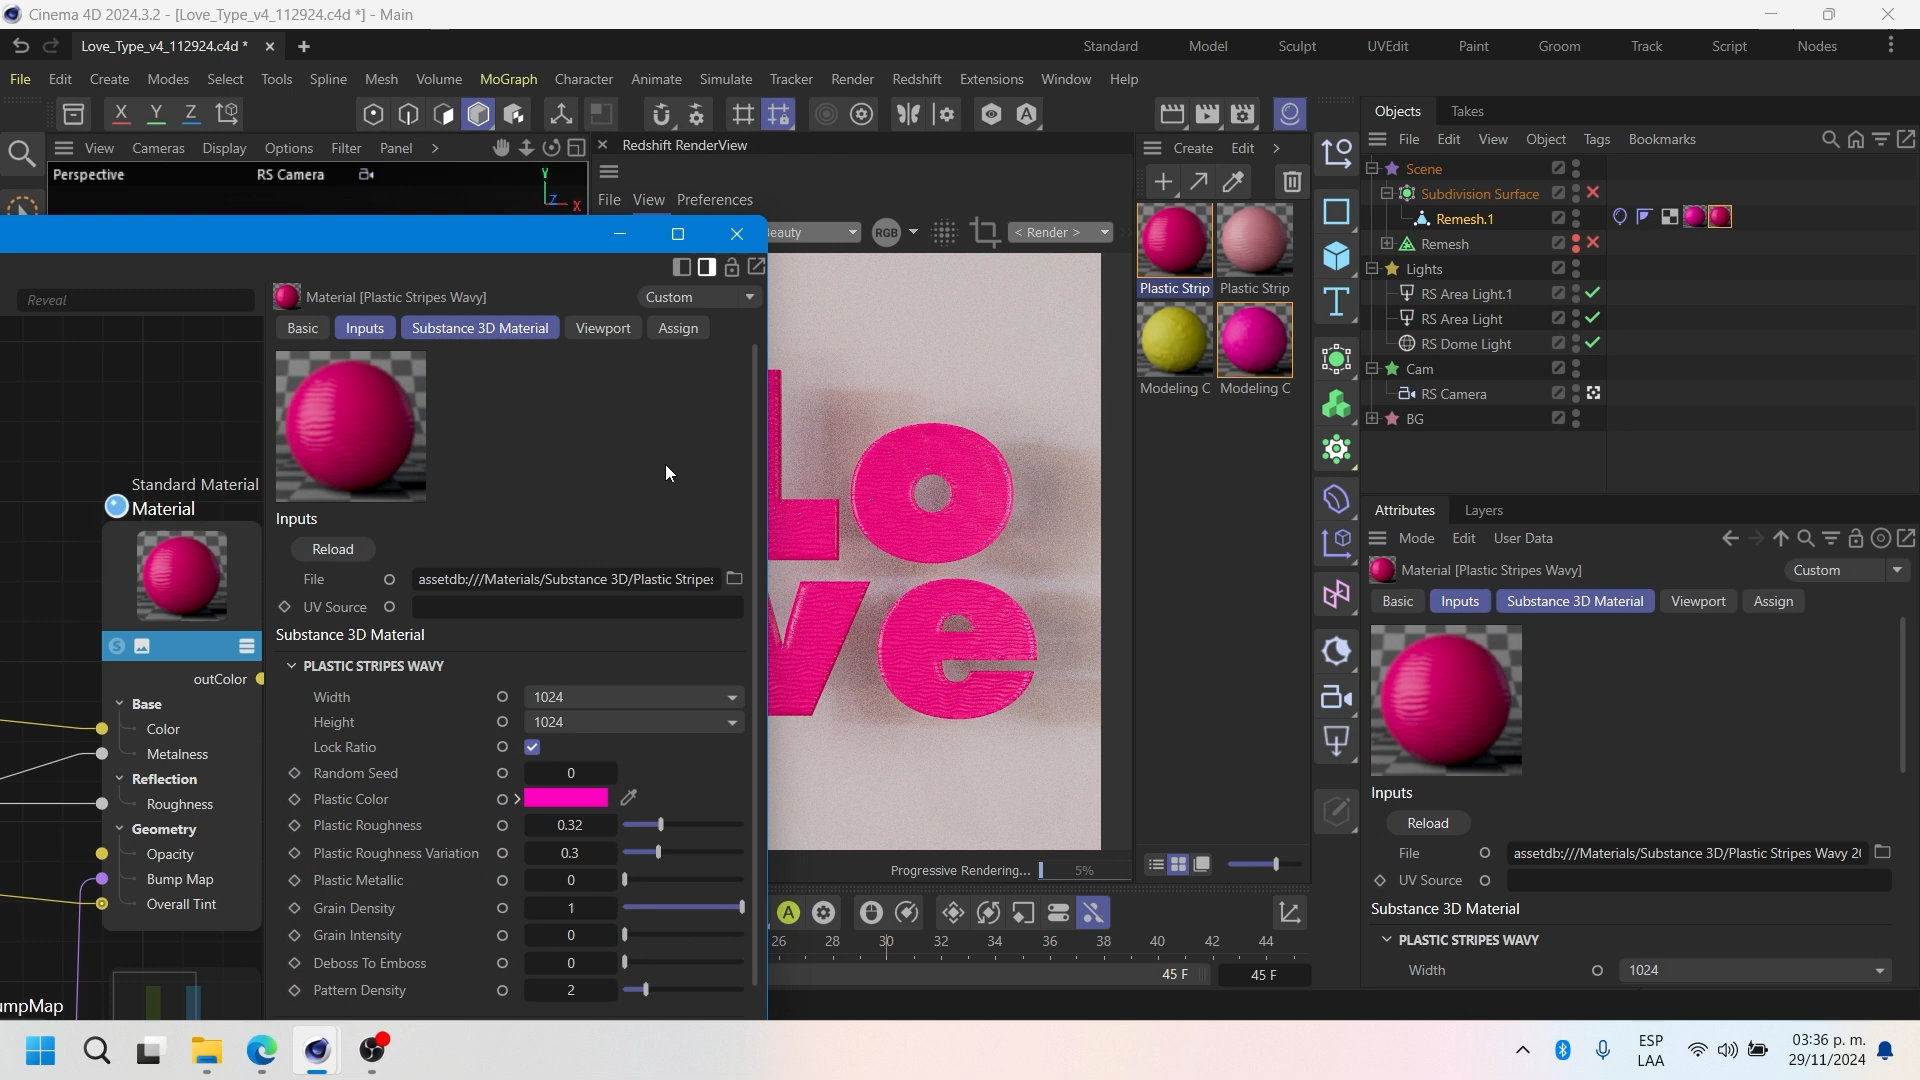 Cinema 4D 2024.3.2 - [Love_Type_v4_112924.c4d *] - Main
Love_Type_v4_112924.c4d *
Standard Model Sculpt UVEdit Paint Groom Track Script Nodes
File Edit Create Modes Select Tools Spline Mesh Volume MoGraph Character Animate Simulate Tracker Render Redshift Extensions Window Help
X Y Z
Objects Takes
View Cameras Display Options Filter Panel
Redshift RenderView
Create Edit
File Edit View Object Tags Bookmarks
Perspective
RS Camera
Y
Z
X
File View Preferences
Beauty
RGB
< Render >
Scene
Subdivision Surface
Remesh.1
Remesh
Lights
RS Area Light.1
RS Area Light
RS Dome Light
Cam
RS Camera
BG
Plastic Strip
Plastic Strip
Modeling C
Modeling C
Reveal
Material [Plastic Stripes Wavy]
Custom
Basic Inputs Substance 3D Material Viewport Assign
Standard Material
Material
outColor
Base
Color
Metalness
Reflection
Roughness
Geometry
Opacity
Bump Map
Overall Tint
umpMap
Inputs
Reload
File
assetdb:///Materials/Substance 3D/Plastic Stripes
UV Source
Substance 3D Material
PLASTIC STRIPES WAVY
Width 1024
Height 1024
Lock Ratio
Random Seed 0
Plastic Color
Plastic Roughness 0.32
Plastic Roughness Variation 0.3
Plastic Metallic 0
Grain Density 1
Grain Intensity 0
Deboss To Emboss 0
Pattern Density 2
Lo
ve
Progressive Rendering... 5%
26 28 30 32 34 36 38 40 42 44
45 F 45 F
Attributes Layers
Mode Edit User Data
Material [Plastic Stripes Wavy]
Custom
Basic Inputs Substance 3D Material Viewport Assign
Inputs
Reload
File
assetdb:///Materials/Substance 3D/Plastic Stripes Wavy 2(
UV Source
Substance 3D Material
PLASTIC STRIPES WAVY
Width 1024
ESP
LAA
03:36 p. m.
29/11/2024